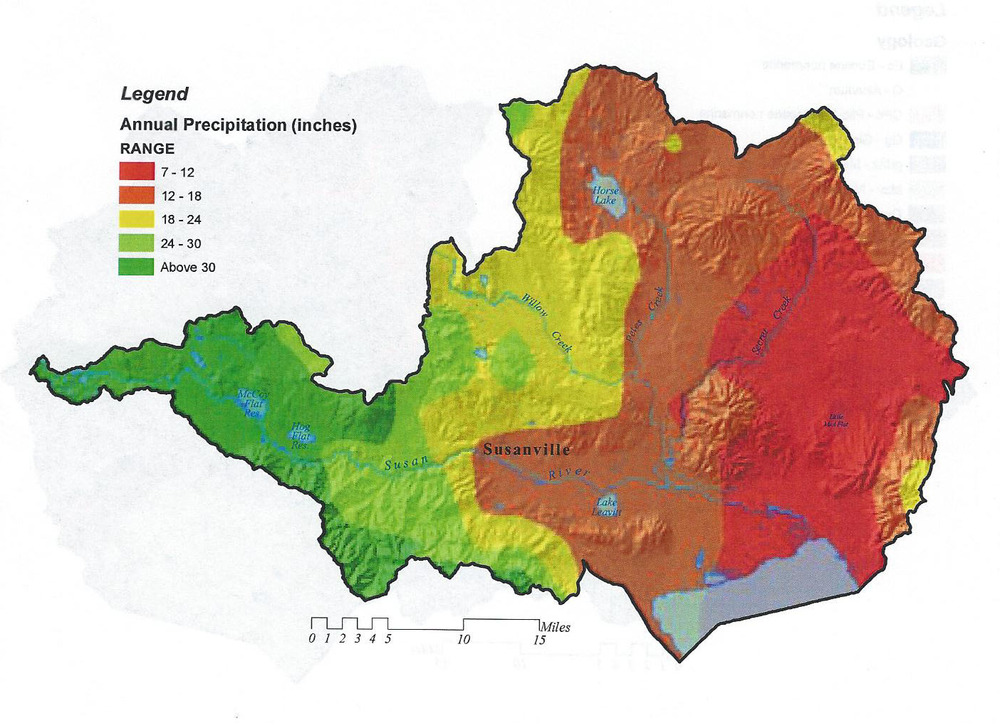 Legend
Annual Precipitation (inches)
RANGE
7 - 12
12 - 18
18 - 24
24 - 30
Above 30
Horse
Lake
Willow
Creek
Petes Creek
Secret Creek
McCoy
Flat
Res.
Hog
Flat
Res.
Little
Mud Flat
Susanville
Susan River
Lake
Leavitt
Miles
0 1 2 3 4 5 10 15
Legend
Geology